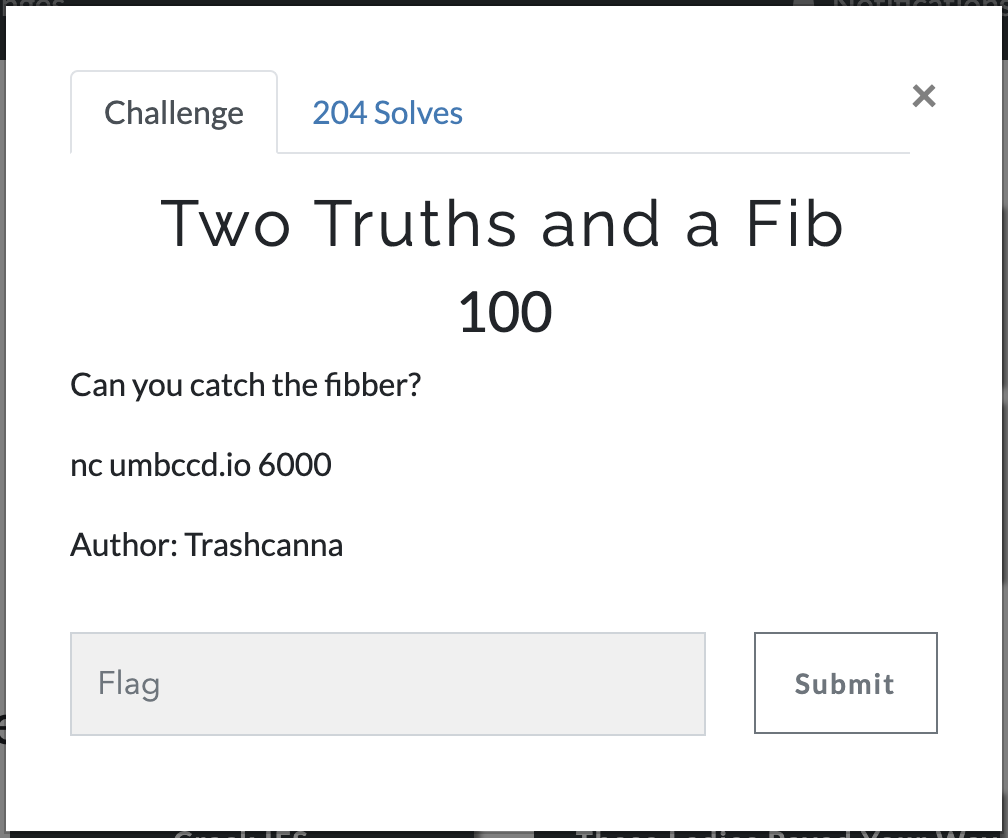 Challenge
204 Solves
×
Two Truths and a Fib
100
Can you catch the fibber?
nc umbccd.io 6000
Author: Trashcanna
Flag
Submit